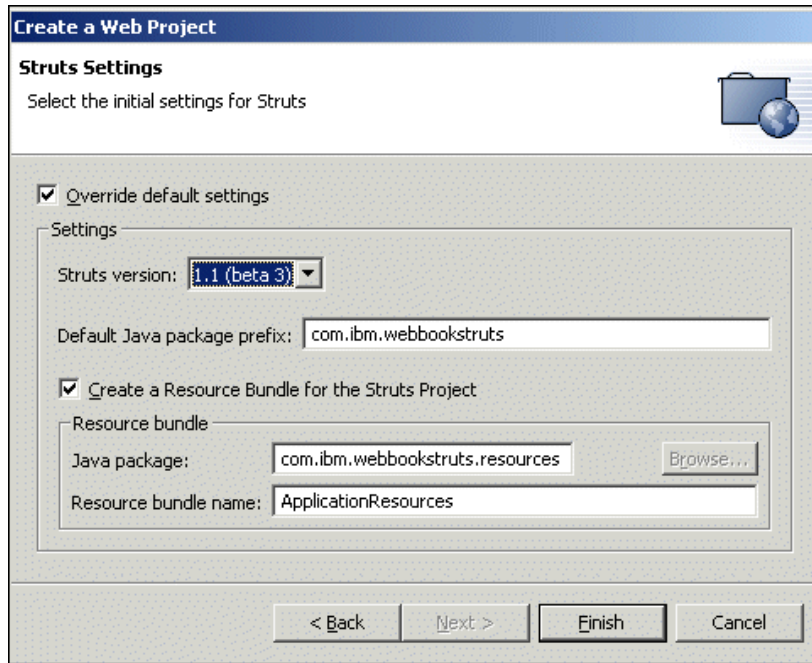 Create a Web Project
Struts Settings
Select the initial settings for Struts
Override default settings
Settings
Struts version: 1.1 (beta 3)
Default Java package prefix: com.ibm.webbookstruts
Create a Resource Bundle for the Struts Project
Resource bundle
Java package: com.ibm.webbookstruts.resources Browse...
Resource bundle name: ApplicationResources
< Back Next > Finish Cancel